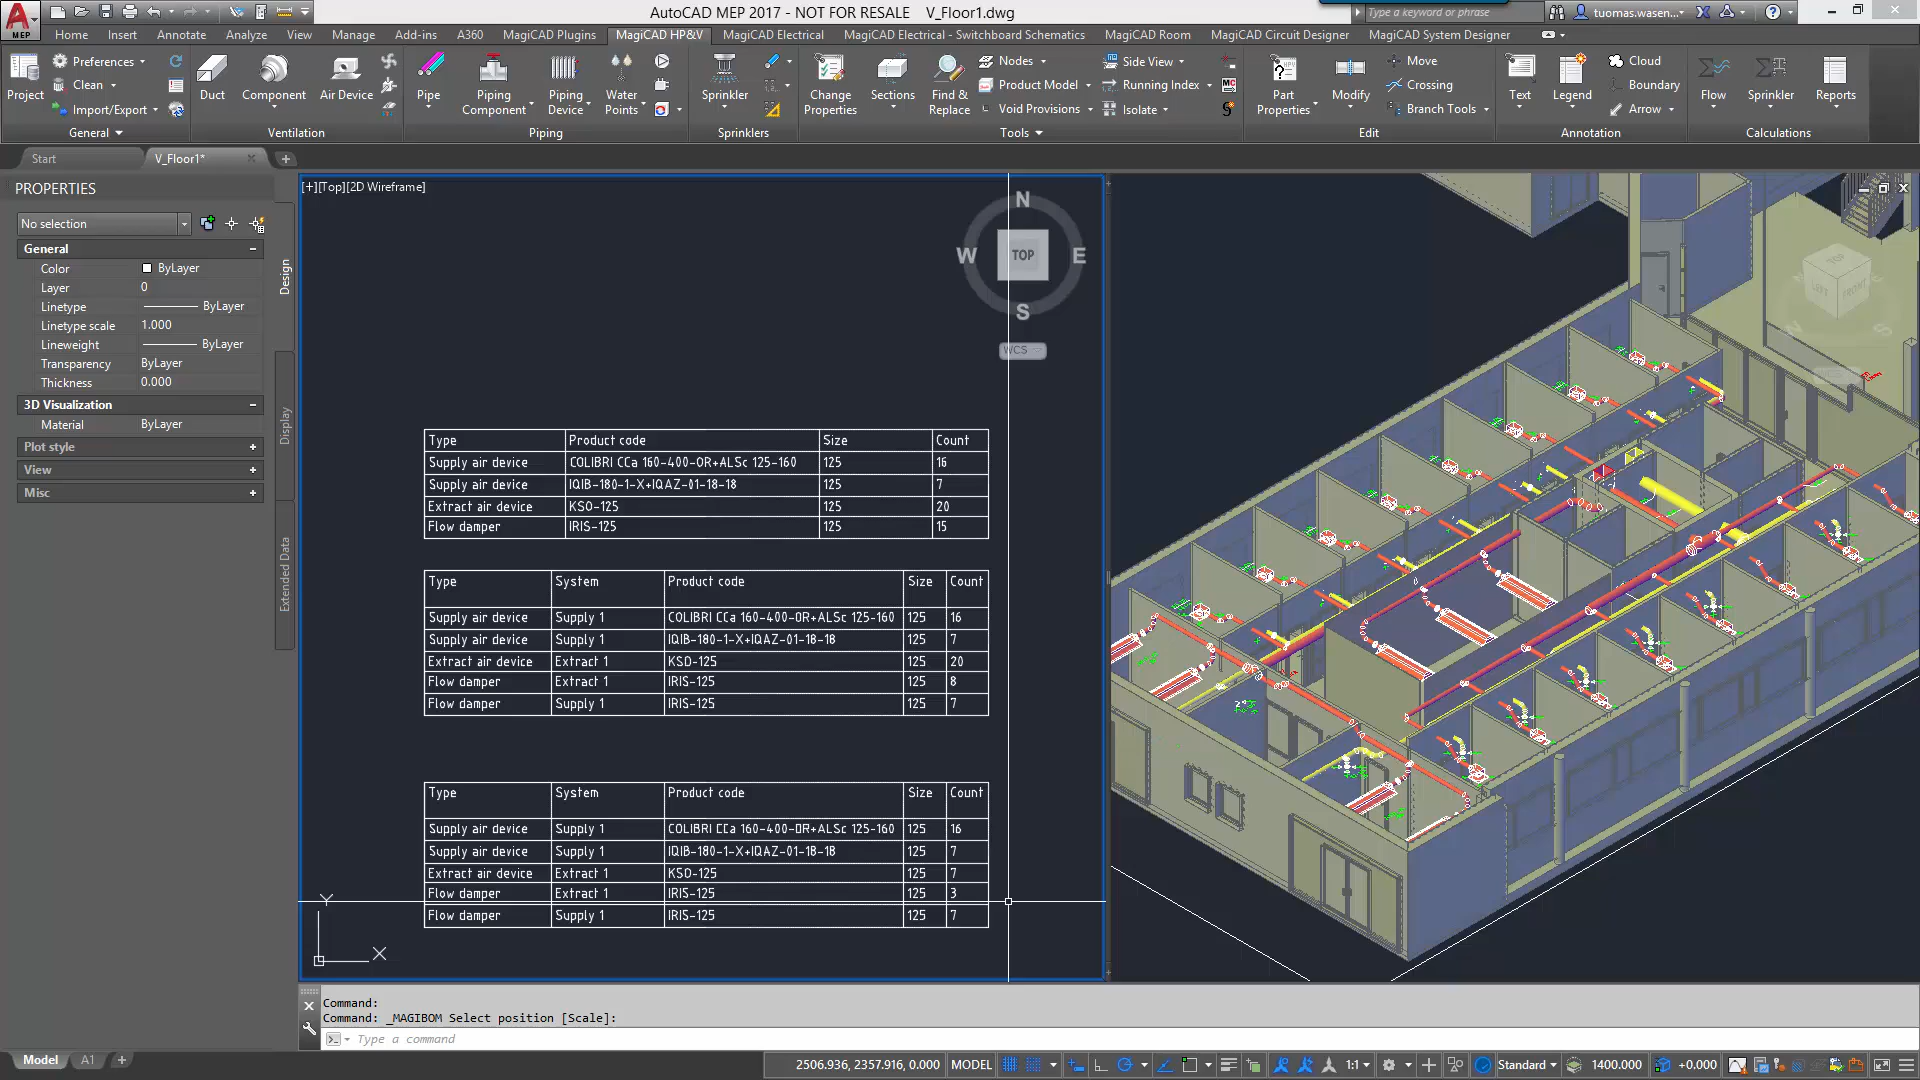 AutoCAD MEP 2017 - NOT FOR RESALE V_Floor1.dwg
Type a keyword or phrase
tuomas.wasen...
MEP
Home Insert Annotate Analyze View Manage Add-ins A360 MagiCAD Plugins MagiCAD HP&V MagiCAD Electrical MagiCAD Electrical - Switchboard Schematics MagiCAD Room MagiCAD Circuit Designer MagiCAD System Designer
Project
Preferences
Clean
Import/Export
General
Duct
Component
Air Device
Ventilation
Pipe
Piping Component
Piping Device
Water Points
Piping
Sprinkler
Sprinklers
Change Properties
Sections
Find & Replace
Nodes
Product Model
Void Provisions
Side View
Running Index
Isolate
Tools
Part Properties
Modify
Move
Crossing
Branch Tools
Edit
Text
Legend
Cloud
Boundary
Arrow
Annotation
Flow
Sprinkler
Reports
Calculations
Start
V_Floor1*
PROPERTIES
No selection
General
Color ByLayer
Layer 0
Linetype ByLayer
Linetype scale 1.000
Lineweight ByLayer
Transparency ByLayer
Thickness 0.000
3D Visualization
Material ByLayer
Plot style
View
Misc
Design
Display
Extended Data
[+][Top][2D Wireframe]
N
W TOP E
S
WCS
Type Product code Size Count
Supply air device COLIBRI CCa 160-400-OR+ALSc 125-160 125 16
Supply air device IQIB-180-1-X+IQAZ-01-18-18 125 7
Extract air device KSO-125 125 20
Flow damper IRIS-125 125 15
Type System Product code Size Count
Supply air device Supply 1 COLIBRI CCa 160-400-OR+ALSc 125-160 125 16
Supply air device Supply 1 IQIB-180-1-X+IQAZ-01-18-18 125 7
Extract air device Extract 1 KSO-125 125 20
Flow damper Extract 1 IRIS-125 125 8
Flow damper Supply 1 IRIS-125 125 7
Type System Product code Size Count
Supply air device Supply 1 COLIBRI CCa 160-400-OR+ALSc 125-160 125 16
Supply air device Supply 1 IQIB-180-1-X+IQAZ-01-18-18 125 7
Extract air device Extract 1 KSO-125 125 7
Flow damper Extract 1 IRIS-125 125 3
Flow damper Supply 1 IRIS-125 125 7
Y
X
TOP
LEFT FRONT
S
Command:
Command: _MAGIBOM Select position [Scale]:
Type a command
Model A1
2506.936, 2357.916, 0.000 MODEL 1:1 Standard 1400.000 +0.000